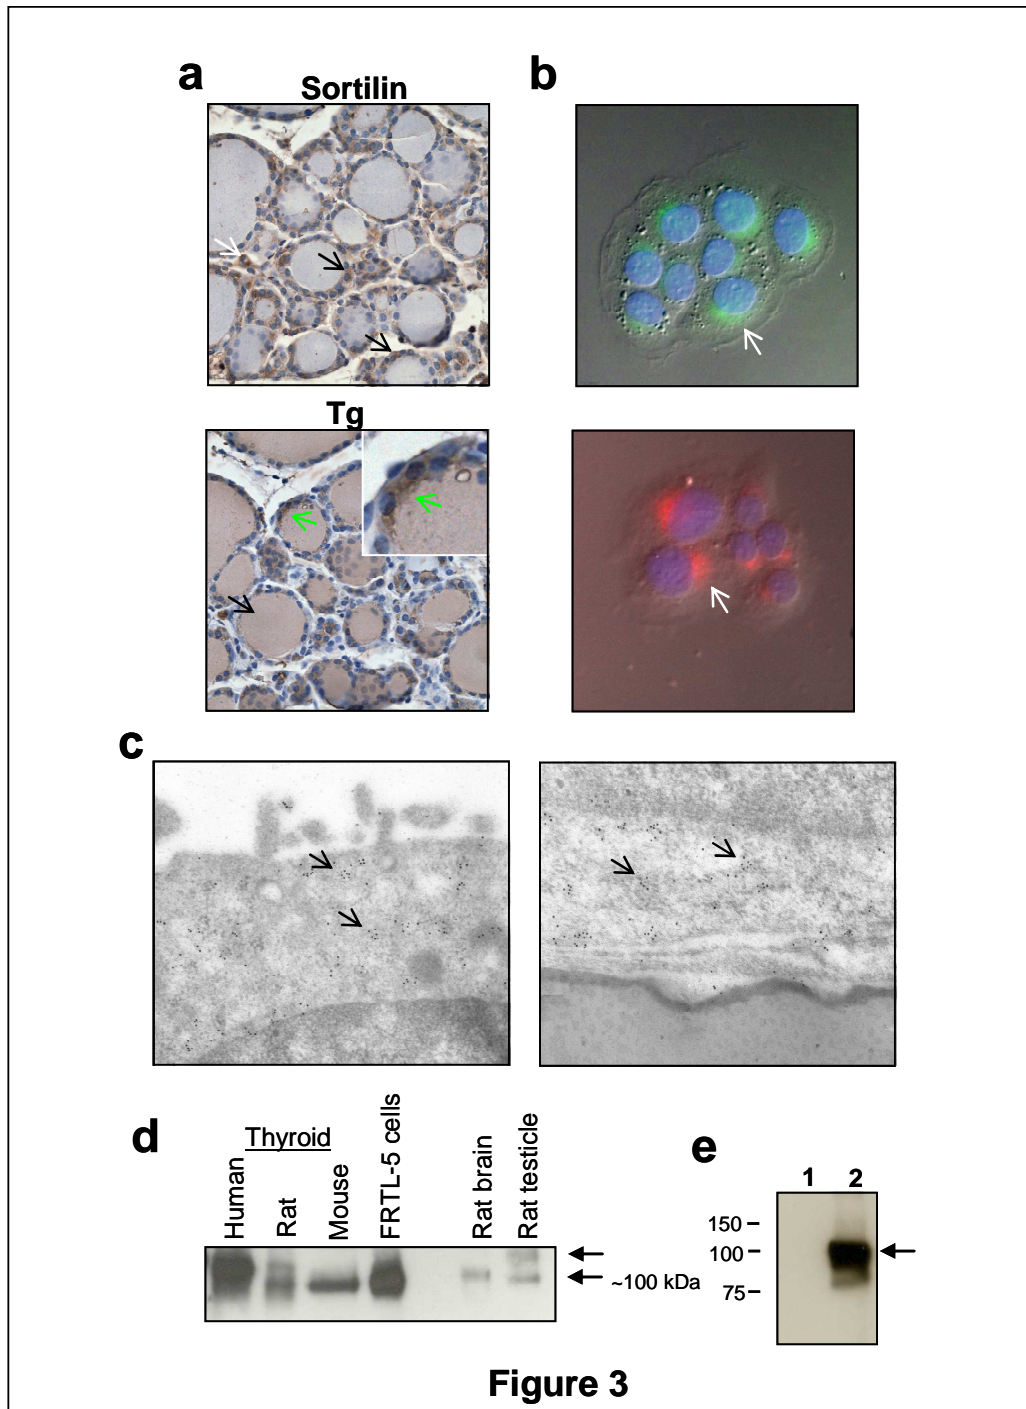 a
b
Sortilin
Tg
c
d
Thyroid
Human
Rat
Mouse
FRTL-5 cells
Rat brain
Rat testicle
~100 kDa
e
1 2
150
100
75
Figure 3